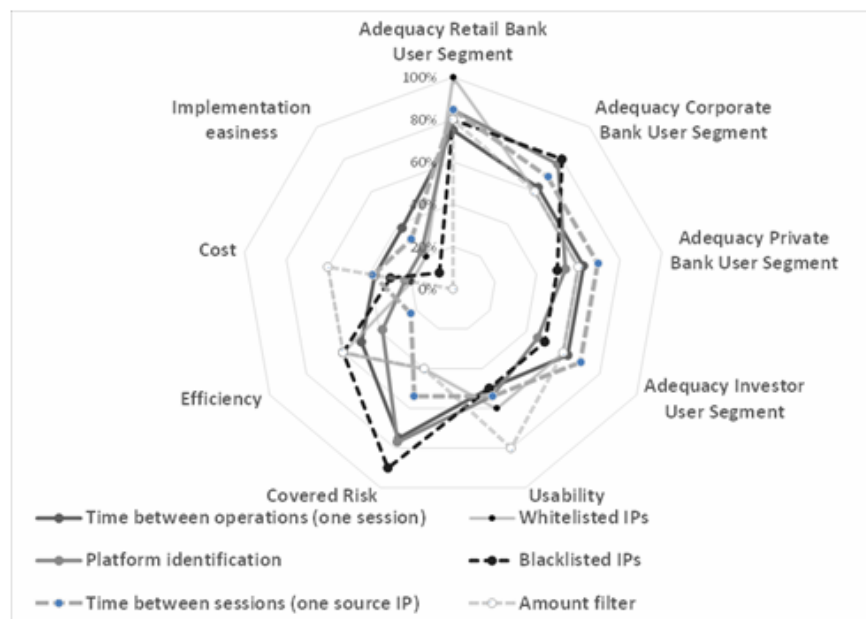 Adequacy Retail Bank
User Segment
100%
Implementation
easiness
Adequacy Corporate
Bank User Segment
80%
60%
20%
0%
Cost
Adequacy Private
Bank User Segment
Efficiency
Adequacy Investor
User Segment
Covered Risk
Usability
Time between operations (one session)
Whitelisted IPs
Platform identification
Blacklisted IPs
Time between sessions (one source IP)
Amount filter